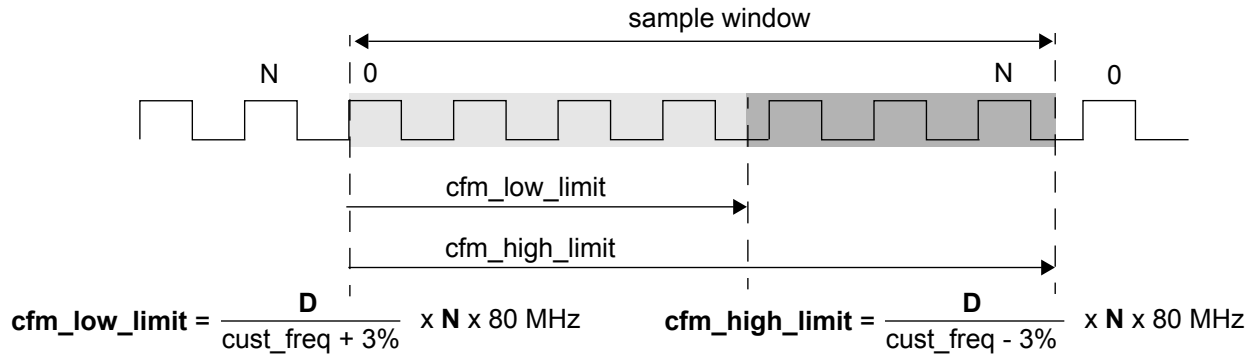 sample window
N 0 N 0
cfm_low_limit
cfm_high_limit
cfm_low_limit = D / cust_freq + 3% x N x 80 MHz
cfm_high_limit = D / cust_freq - 3% x N x 80 MHz